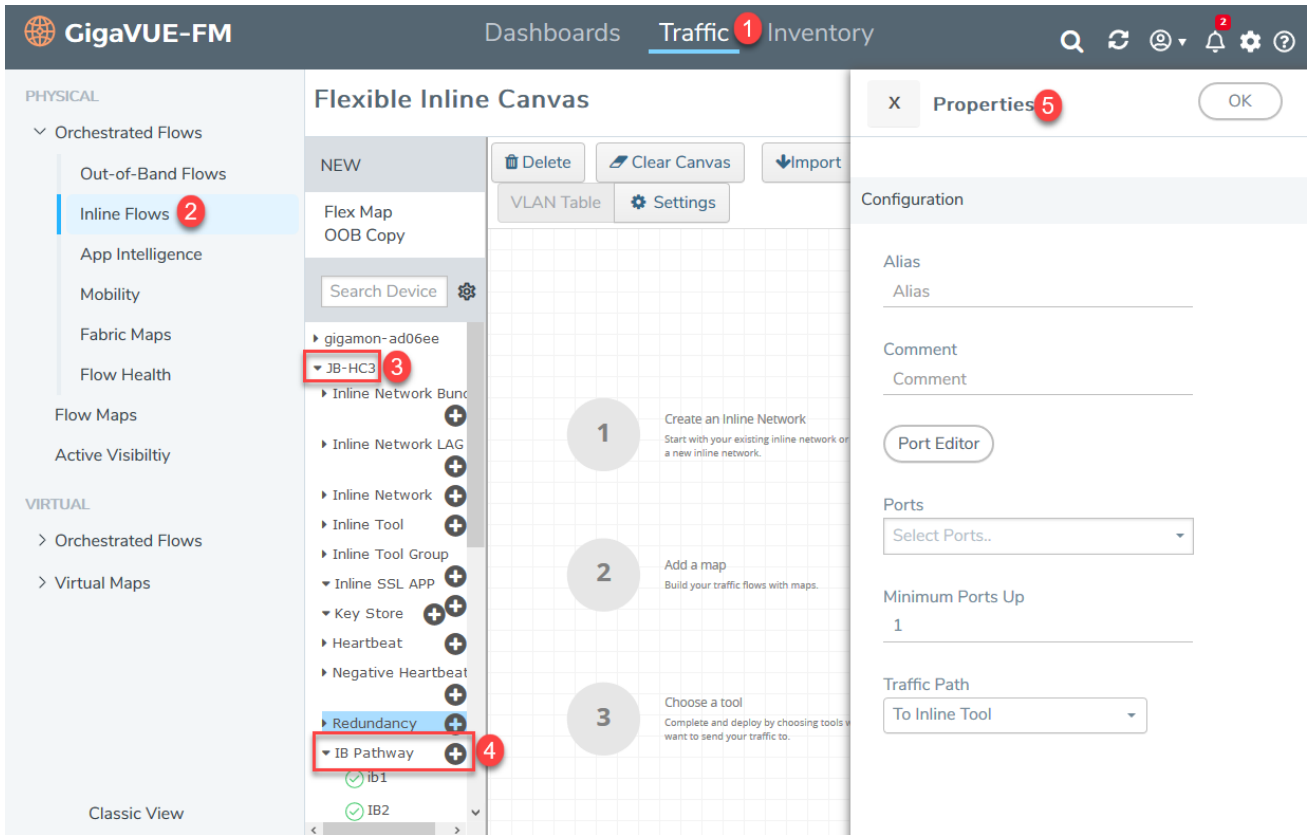 GigaVUE-FM
Dashboards
Traffic
1
Inventory
2
PHYSICAL
Orchestrated Flows
Out-of-Band Flows
Inline Flows
2
App Intelligence
Mobility
Fabric Maps
Flow Health
Flow Maps
Active Visibiltiy
VIRTUAL
Orchestrated Flows
Virtual Maps
Classic View
Flexible Inline Canvas
NEW
Flex Map
OOB Copy
Search Device
gigamon-ad06ee
JB-HC3
3
Inline Network Bund
Inline Network LAG
Inline Network
Inline Tool
Inline Tool Group
Inline SSL APP
Key Store
Heartbeat
Negative Heartbeat
Redundancy
IB Pathway
4
ib1
IB2
Delete
Clear Canvas
Import
VLAN Table
Settings
1
Create an Inline Network
Start with your existing inline network or
a new inline network.
2
Add a map
Build your traffic flows with maps.
3
Choose a tool
Complete and deploy by choosing tools
want to send your traffic to.
X
Properties
5
OK
Configuration
Alias
Alias
Comment
Comment
Port Editor
Ports
Select Ports..
Minimum Ports Up
1
Traffic Path
To Inline Tool